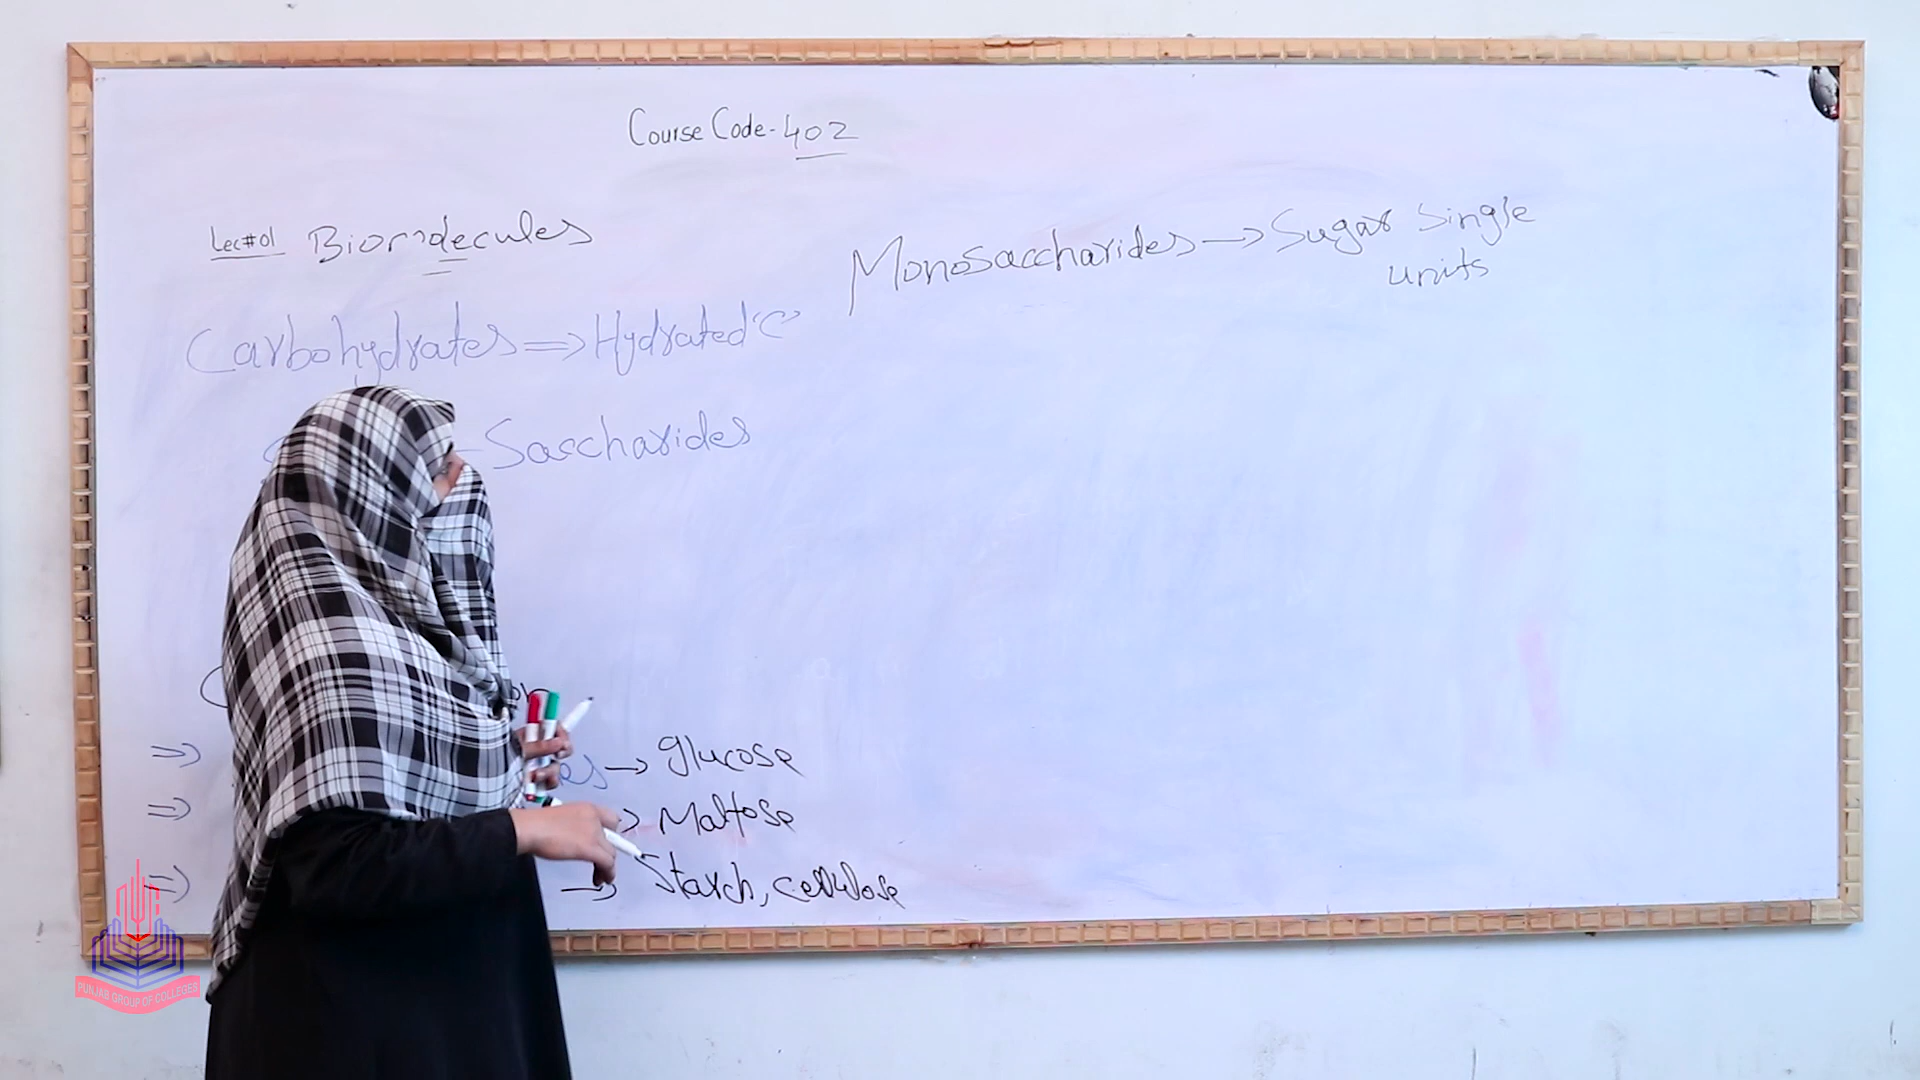 Course Code-402
Lec#01 Biomolecules
Carbohydrates => Hydrated "C"
Saccharides
Monosaccharides -> Sugar single
units
=> -> Glucose
=> -> Maltose
=> -> Starch, cellulose
PUNJAB GROUP OF COLLEGES